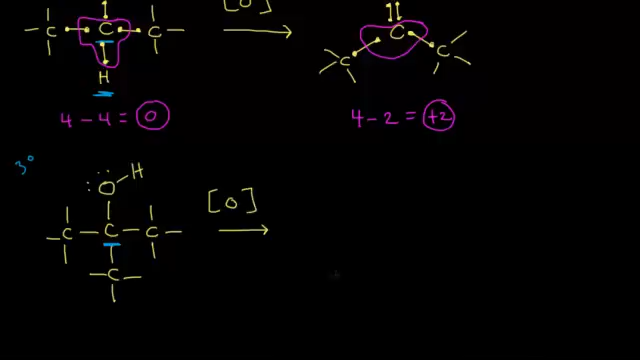 [O]
C C C
C
C C
H
4 - 4 = 0
4 - 2 = +2
3°
H
:O:
[O]
C C C
C